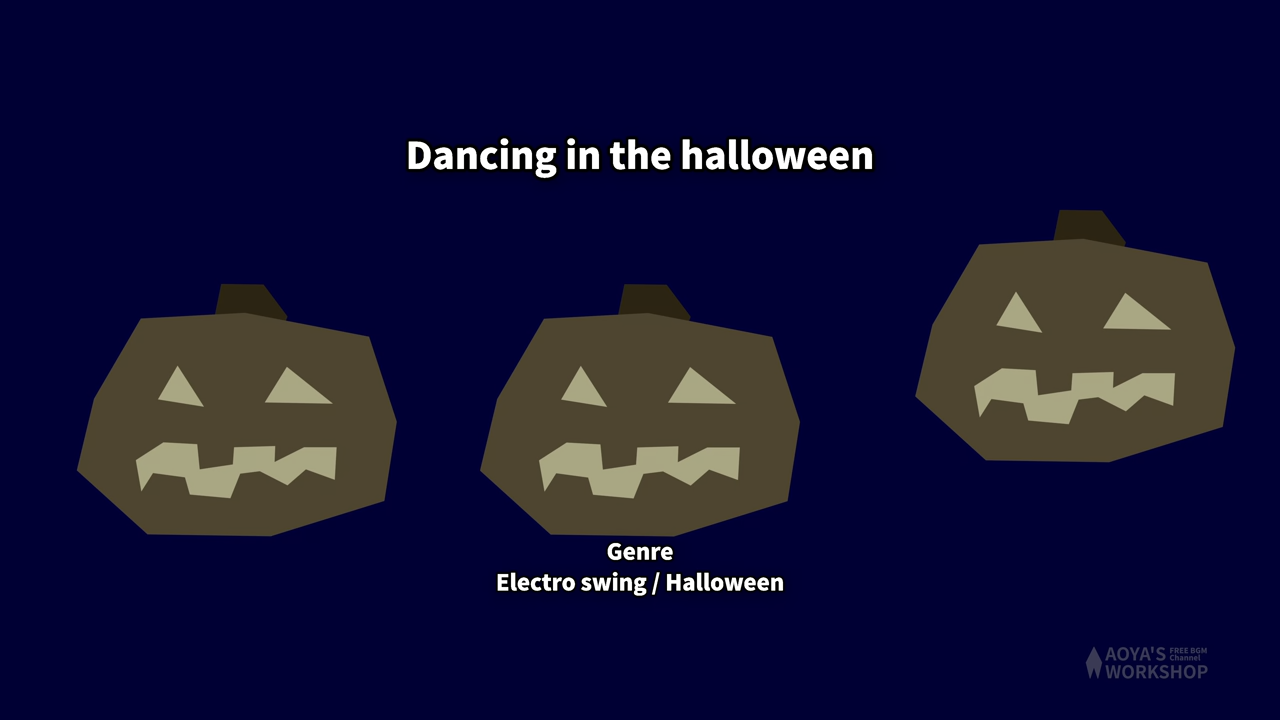 Dancing in the halloween
Genre
Electro swing / Halloween
AOYA'S FREE BGM Channel
WORKSHOP